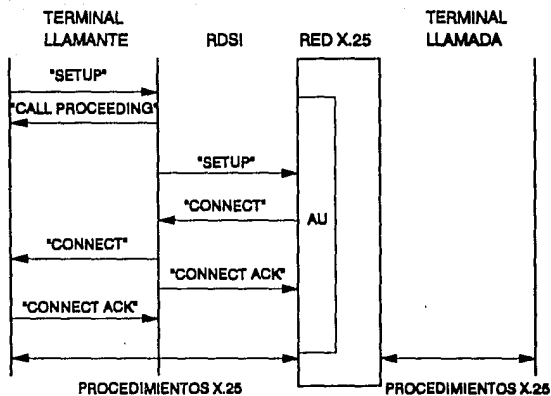 TERMINAL
LLAMANTE
RDSI
RED X.25
TERMINAL
LLAMADA
"SETUP"
"CALL PROCEEDING"
"SETUP"
"CONNECT"
AU
"CONNECT"
"CONNECT ACK"
"CONNECT ACK"
PROCEDIMIENTOS X.25
PROCEDIMIENTOS X.25